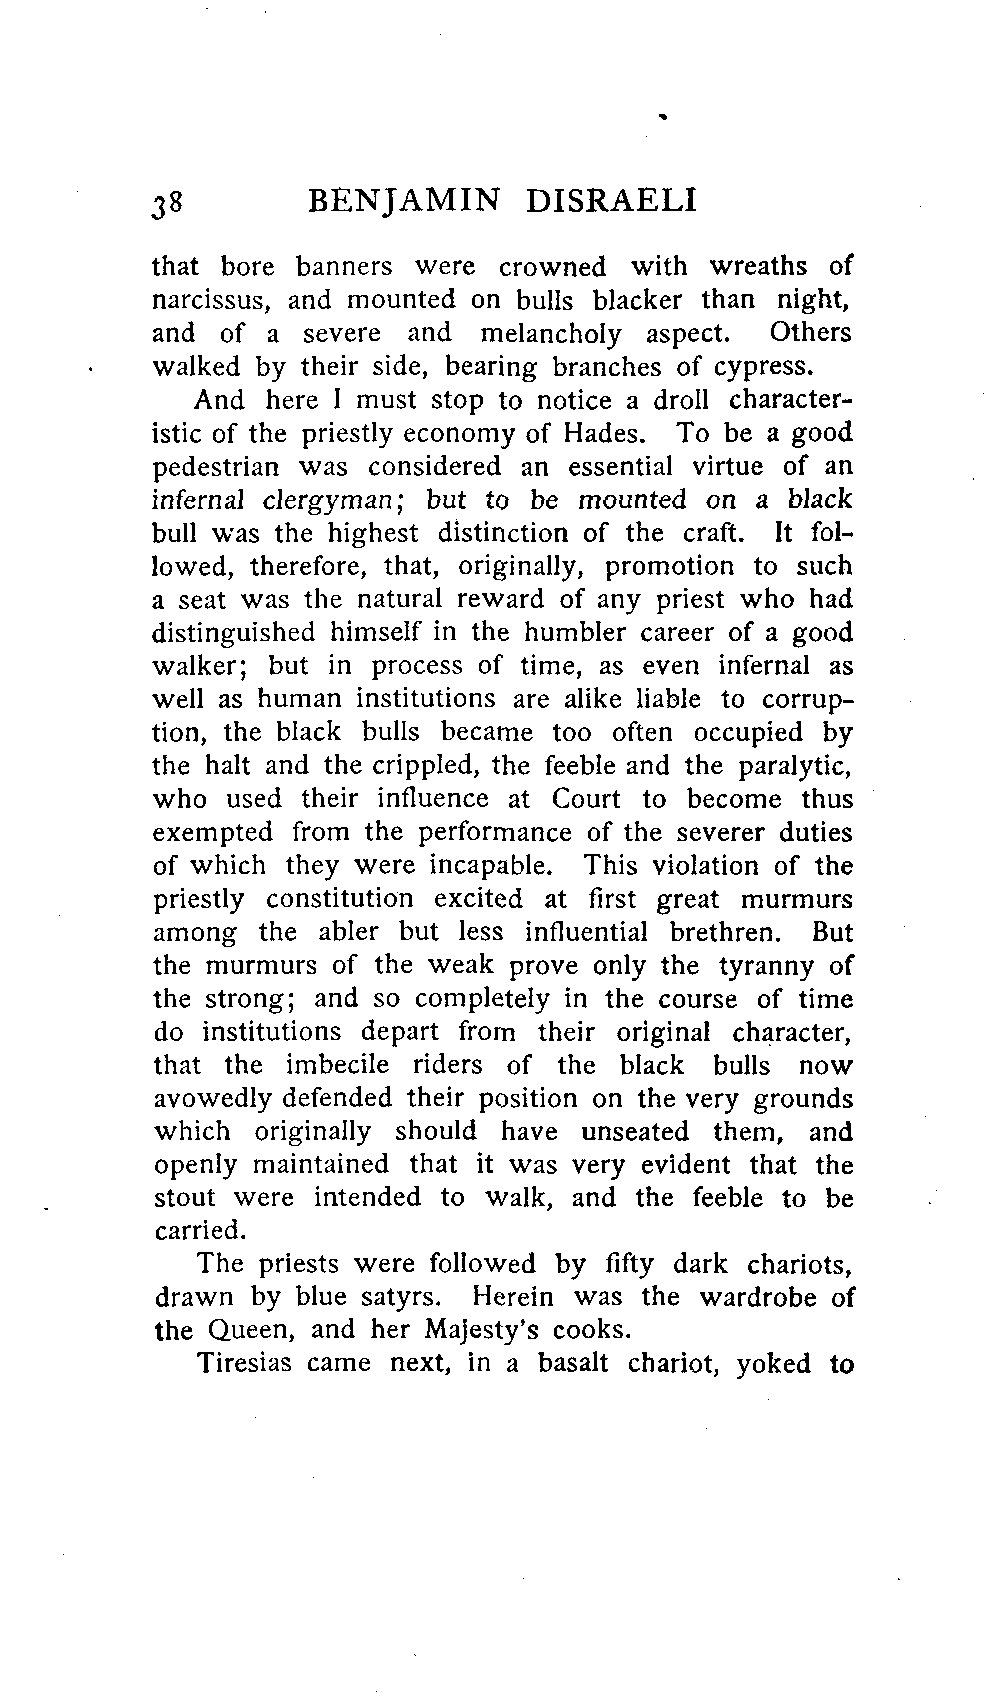 38 BENJAMIN DISRAELI
that bore banners were crowned with wreaths of
narcissus, and mounted on bulls blacker than night,
and of a severe and melancholy aspect. Others
walked by their side, bearing branches of cypress.
And here I must stop to notice a droll character-
istic of the priestly economy of Hades. To be a good
pedestrian was considered an essential virtue of an
infernal clergyman; but to be mounted on a black
bull was the highest distinction of the craft. It fol-
lowed, therefore, that, originally, promotion to such
a seat was the natural reward of any priest who had
distinguished himself in the humbler career of a good
walker; but in process of time, as even infernal as
well as human institutions are alike liable to corrup-
tion, the black bulls became too often occupied by
the halt and the crippled, the feeble and the paralytic,
who used their influence at Court to become thus
exempted from the performance of the severer duties
of which they were incapable. This violation of the
priestly constitution excited at first great murmurs
among the abler but less influential brethren. But
the murmurs of the weak prove only the tyranny of
the strong; and so completely in the course of time
do institutions depart from their original character,
that the imbecile riders of the black bulls now
avowedly defended their position on the very grounds
which originally should have unseated them, and
openly maintained that it was very evident that the
stout were intended to walk, and the feeble to be
carried.
The priests were followed by fifty dark chariots,
drawn by blue satyrs. Herein was the wardrobe of
the Queen, and her Majesty's cooks.
Tiresias came next, in a basalt chariot, yoked to